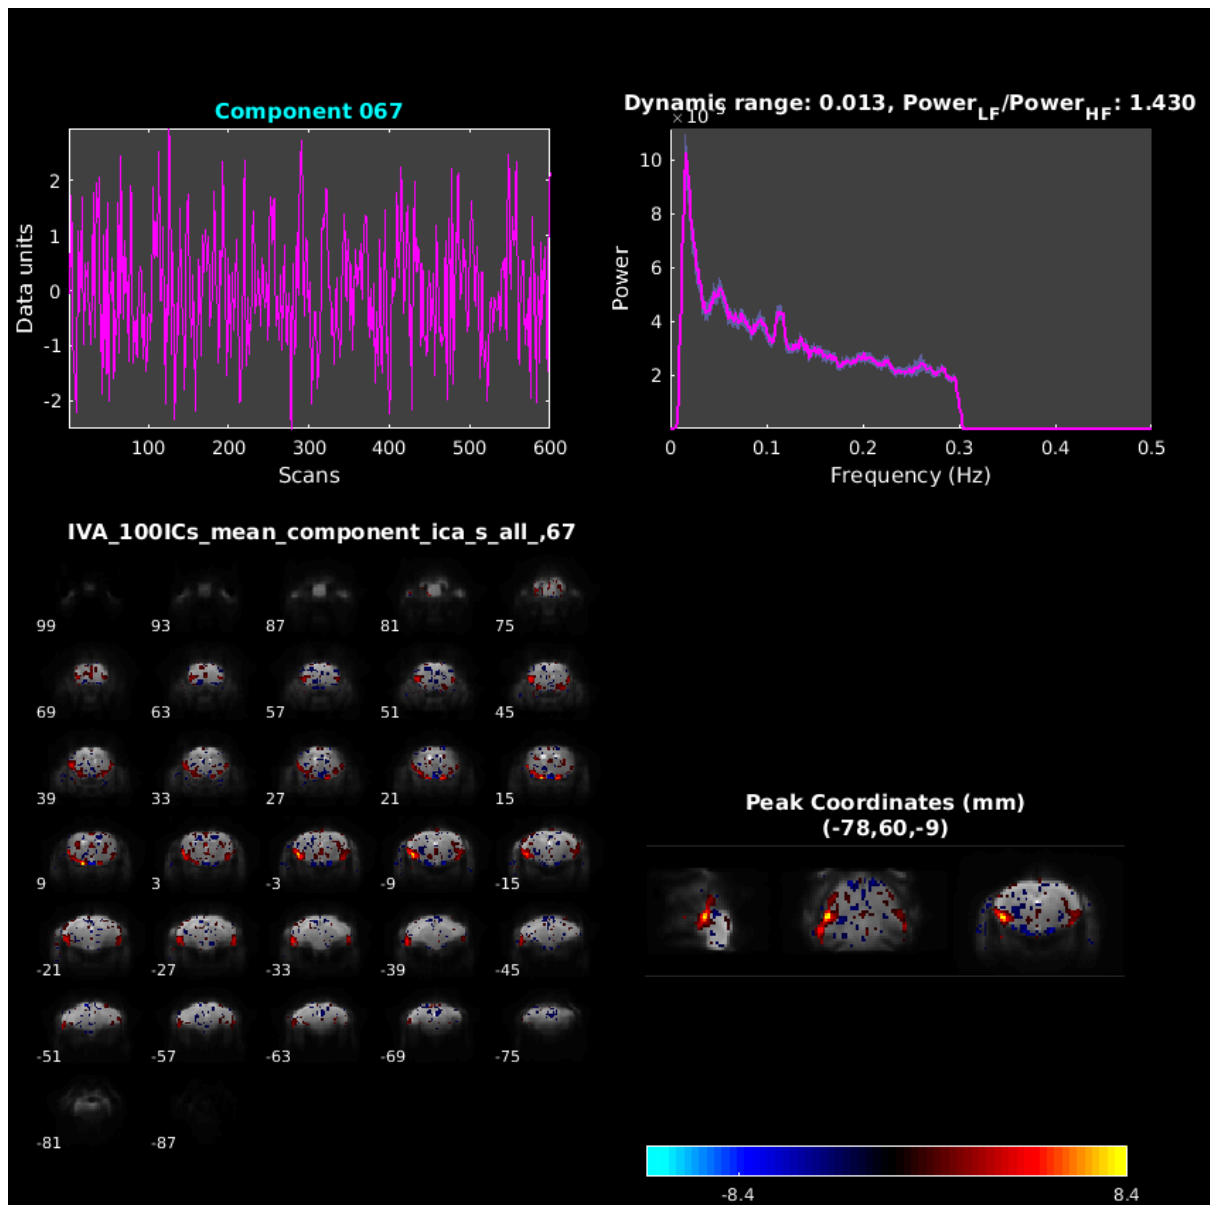 Component 067
Data units
2
1
0
-1
-2
100 200 300 400 500 600
Scans
Dynamic range: 0.013, Power_LF/Power_HF: 1.430
Power
10
8
6
4
2
0 0.1 0.2 0.3 0.4 0.5
Frequency (Hz)
IVA_100ICs_mean_component_ica_s_all_,67
99 93 87 81 75
69 63 57 51 45
39 33 27 21 15
9 3 -3 -9 -15
-21 -27 -33 -39 -45
-51 -57 -63 -69 -75
-81 -87
Peak Coordinates (mm)
(-78,60,-9)
-8.4 8.4